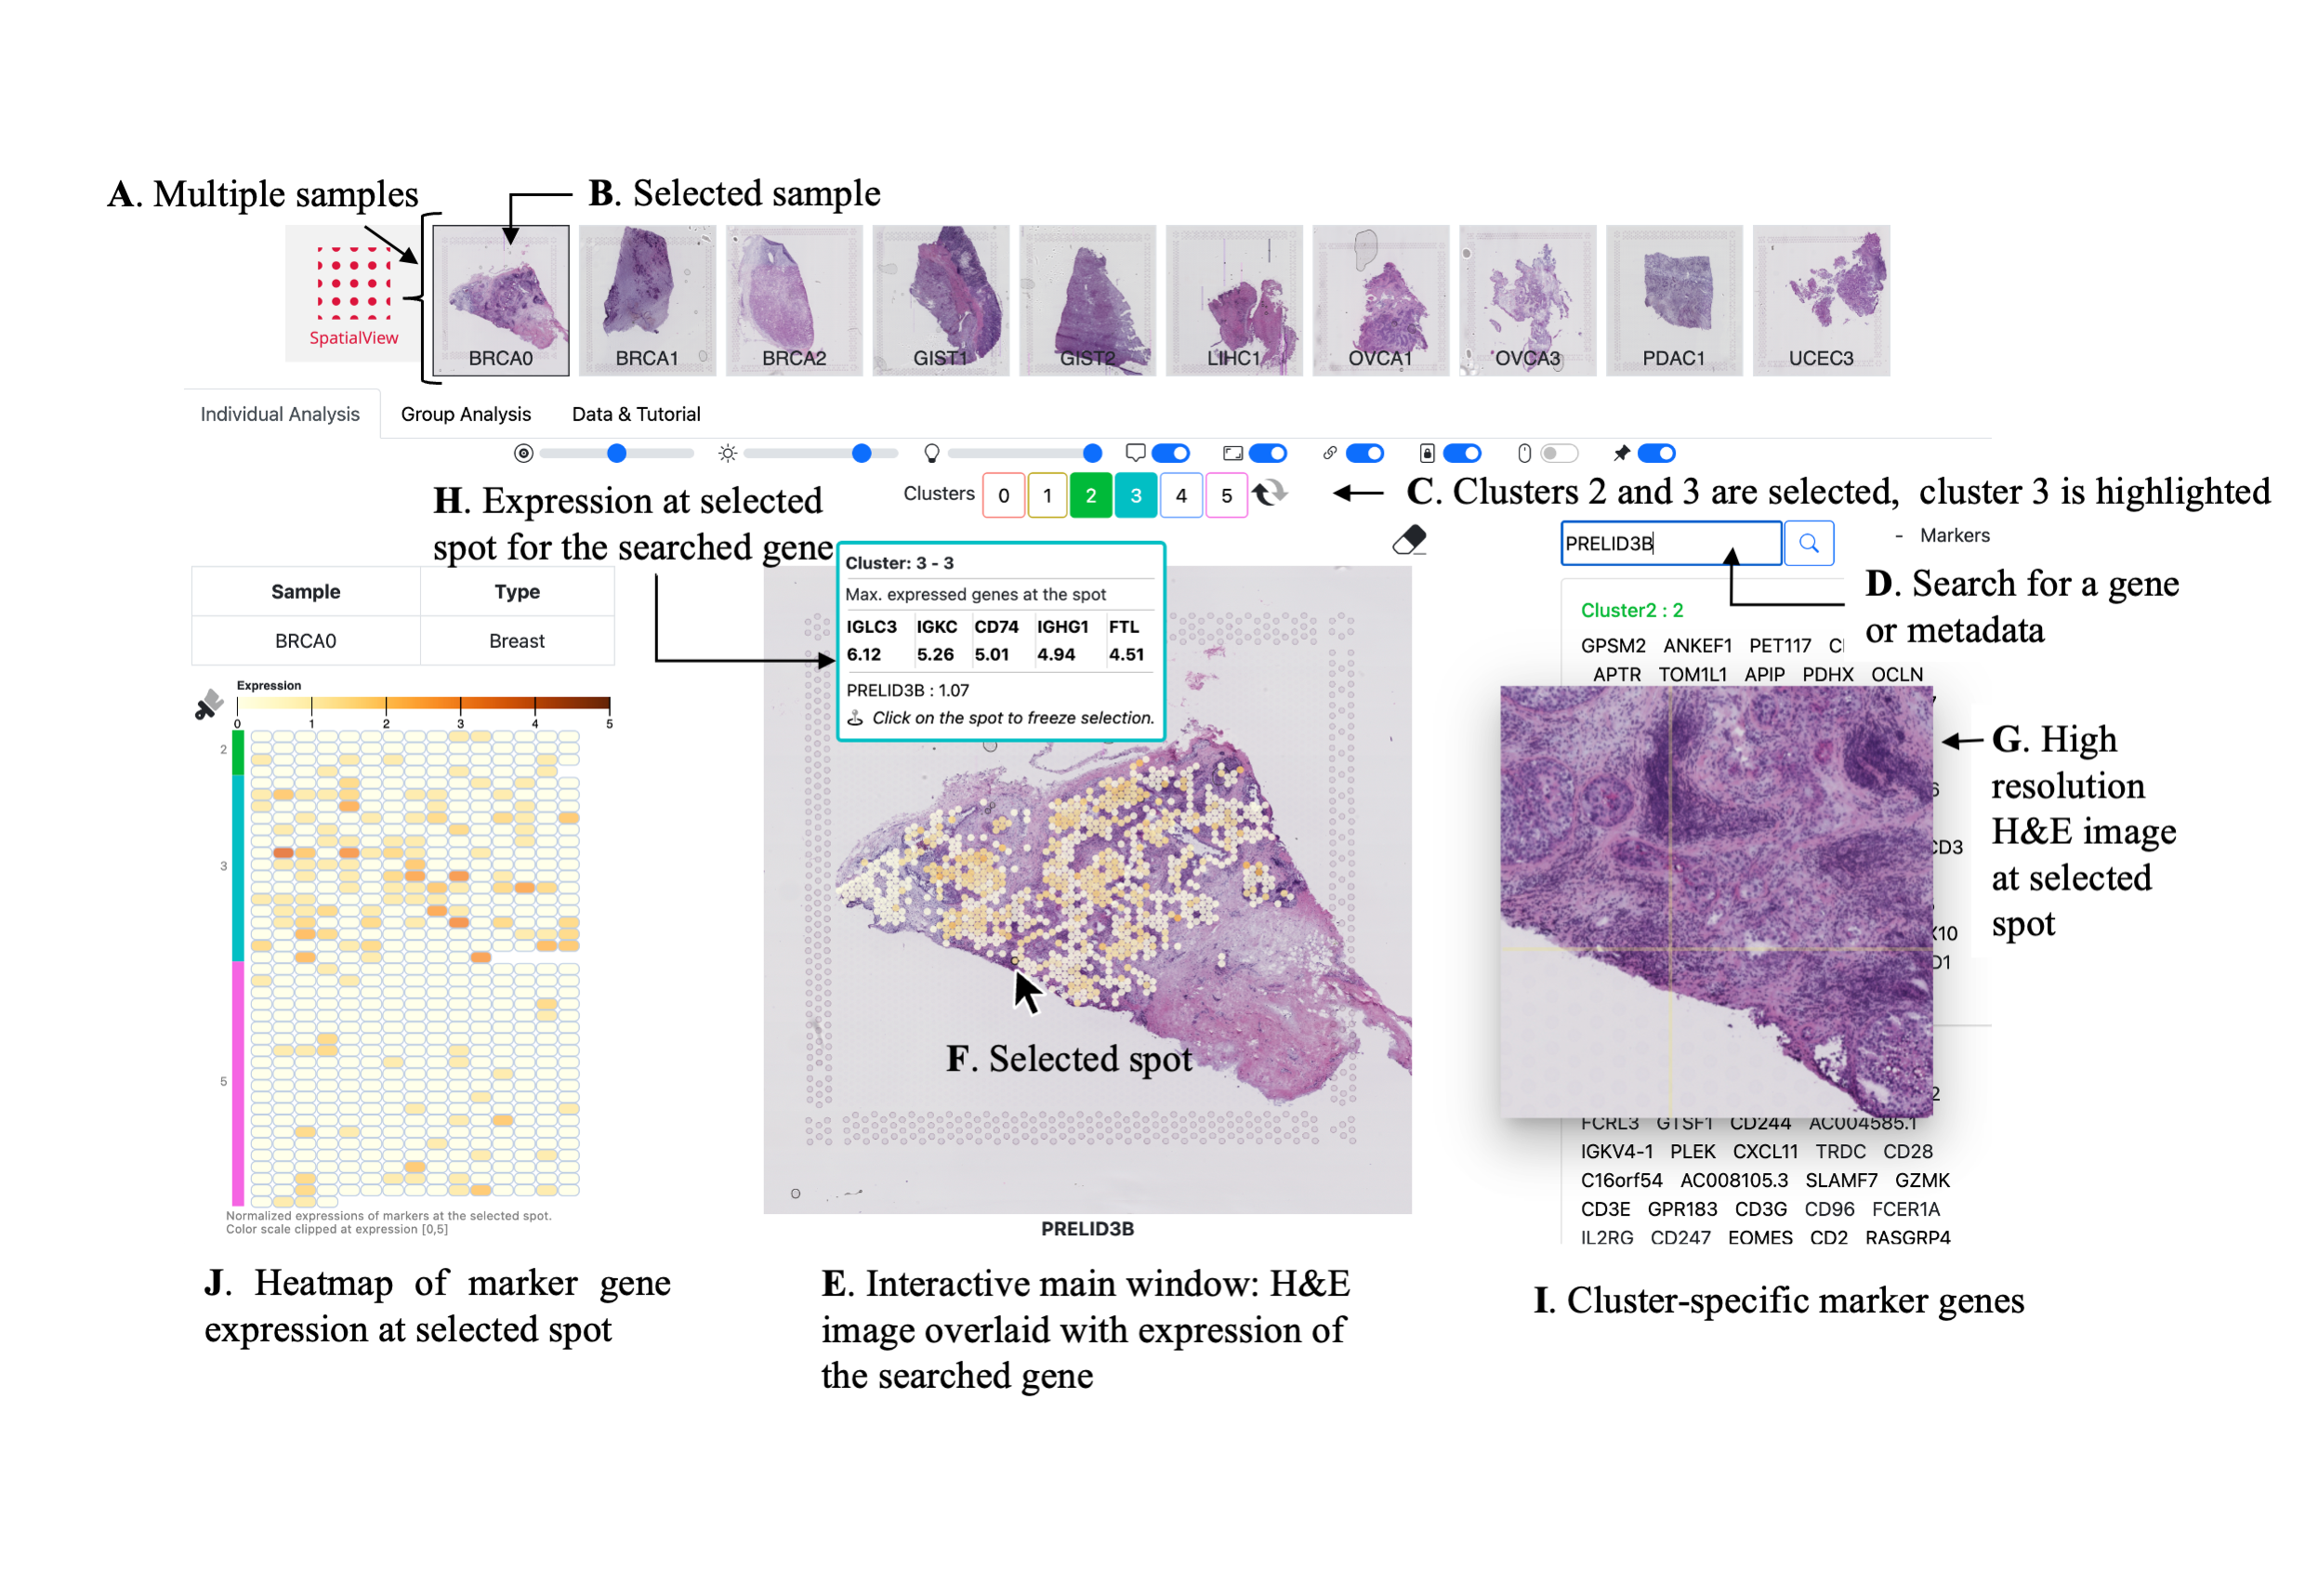 A. Multiple samples
B. Selected sample
SpatialView
BRCA0
BRCA1
BRCA2
GIST1
GIST2
LIHC1
OVCA1
OVCA3
PDAC1
UCEC3
Individual Analysis
Group Analysis
Data & Tutorial
H. Expression at selected
spot for the searched gene
Clusters 0 1 2 3 4 5
C. Clusters 2 and 3 are selected, cluster 3 is highlighted
PRELID3B
- Markers
D. Search for a gene
or metadata
Sample Type
BRCA0 Breast
Cluster: 3 - 3
Max. expressed genes at the spot
IGLC3 IGKC CD74 IGHG1 FTL
6.12 5.26 5.01 4.94 4.51
PRELID3B : 1.07
Click on the spot to freeze selection.
Cluster2 : 2
GPSM2 ANKEF1 PET117
APTR TOM1L1 APIP PDHX OCLN
Expression
0 1 2 3 4 5
2
3
5
Normalized expressions of markers at the selected spot.
Color scale clipped at expression [0,5]
F. Selected spot
PRELID3B
G. High
resolution
H&E image
at selected
spot
CD3
FCRL3 GTSF1 CD244 AC004585.1
IGKV4-1 PLEK CXCL11 TRDC CD28
C16orf54 AC008105.3 SLAMF7 GZMK
CD3E GPR183 CD3G CD96 FCER1A
IL2RG CD247 EOMES CD2 RASGRP4
J. Heatmap of marker gene
expression at selected spot
E. Interactive main window: H&E
image overlaid with expression of
the searched gene
I. Cluster-specific marker genes